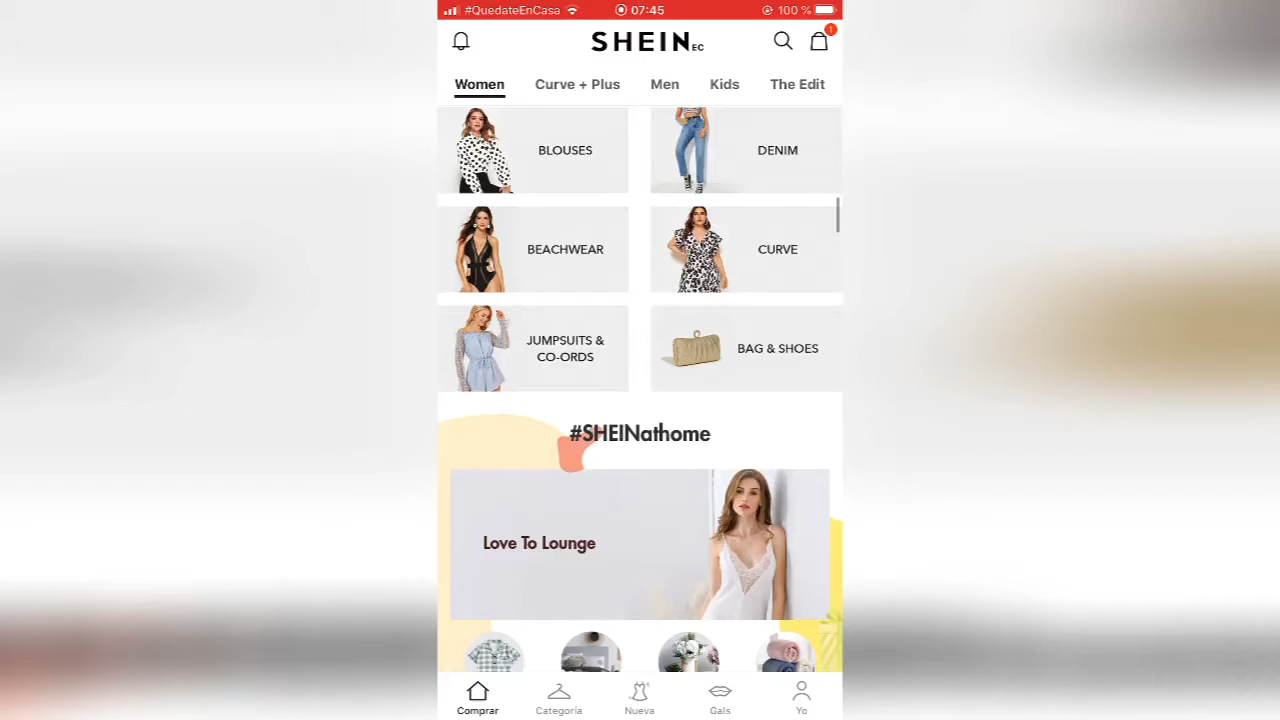 #QuedateEnCasa 07:45 100 %
SHEIN EC 1
Women Curve + Plus Men Kids The Edit
BLOUSES DENIM
BEACHWEAR CURVE
JUMPSUITS & CO-ORDS
BAG & SHOES
#SHEINathome
Love To Lounge
Comprar Categoría Nueva Gals Yo